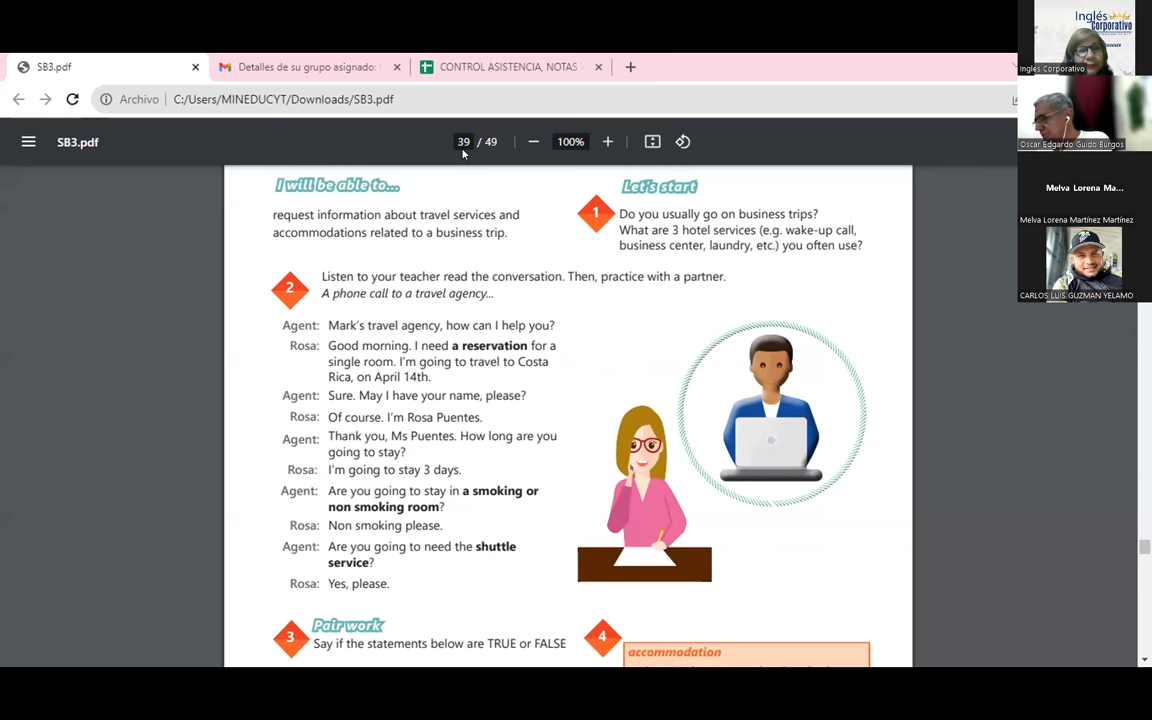 SB3.pdf
Detalles de su grupo asignado:
CONTROL ASISTENCIA, NOTAS
Archivo
C:/Users/MINEDUCYT/Downloads/SB3.pdf
SB3.pdf
39 / 49
100%
I will be able to...
request information about travel services and
accommodations related to a business trip.
Let's start
1
Do you usually go on business trips?
What are 3 hotel services (e.g. wake-up call,
business center, laundry, etc.) you often use?
2
Listen to your teacher read the conversation. Then, practice with a partner.
A phone call to a travel agency...
Agent: Mark's travel agency, how can I help you?
Rosa: Good morning. I need a reservation for a
single room. I'm going to travel to Costa
Rica, on April 14th.
Agent: Sure. May I have your name, please?
Rosa: Of course. I'm Rosa Puentes.
Agent: Thank you, Ms Puentes. How long are you
going to stay?
Rosa: I'm going to stay 3 days.
Agent: Are you going to stay in a smoking or
non smoking room?
Rosa: Non smoking please.
Agent: Are you going to need the shuttle
service?
Rosa: Yes, please.
3
Pair work
Say if the statements below are TRUE or FALSE
4
accommodation
Inglés
Corporativo
Inglés Corporativo
Oscar Edgardo Guido Burgos
Melva Lorena Ma...
Melva Lorena Martínez Martínez
CARLOS LUIS GUZMAN YELAMO